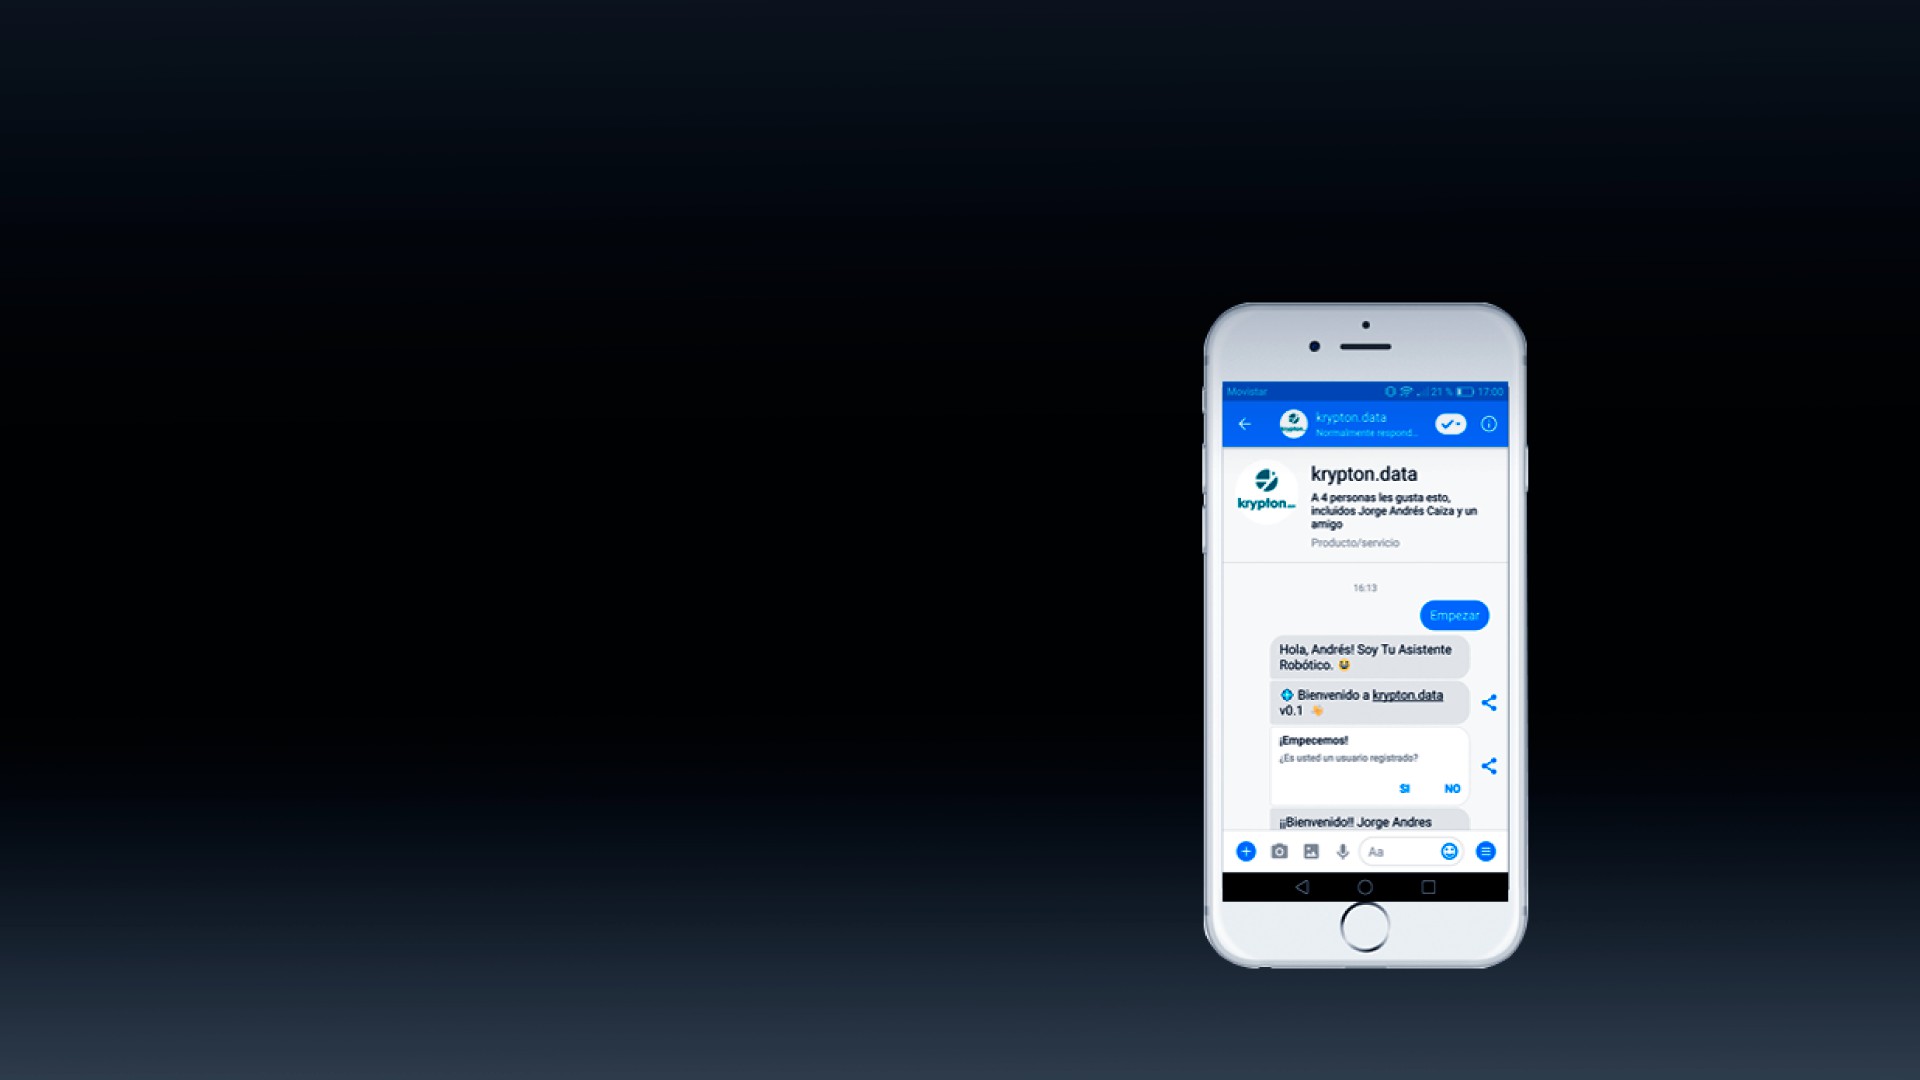 Movistar 21 % 17:00
krypton.data
Normalmente respond...
krypton
krypton.data
A 4 personas les gusta esto,
incluidos Jorge Andrés Caiza y un
amigo
Producto/servicio
16:13
Empezar
Hola, Andrés! Soy Tu Asistente
Robótico. 😀
💠 Bienvenido a krypton.data
v0.1 👋
¡Empecemos!
¿Es usted un usuario registrado?
SI NO
¡¡Bienvenido!! Jorge Andres
Aa